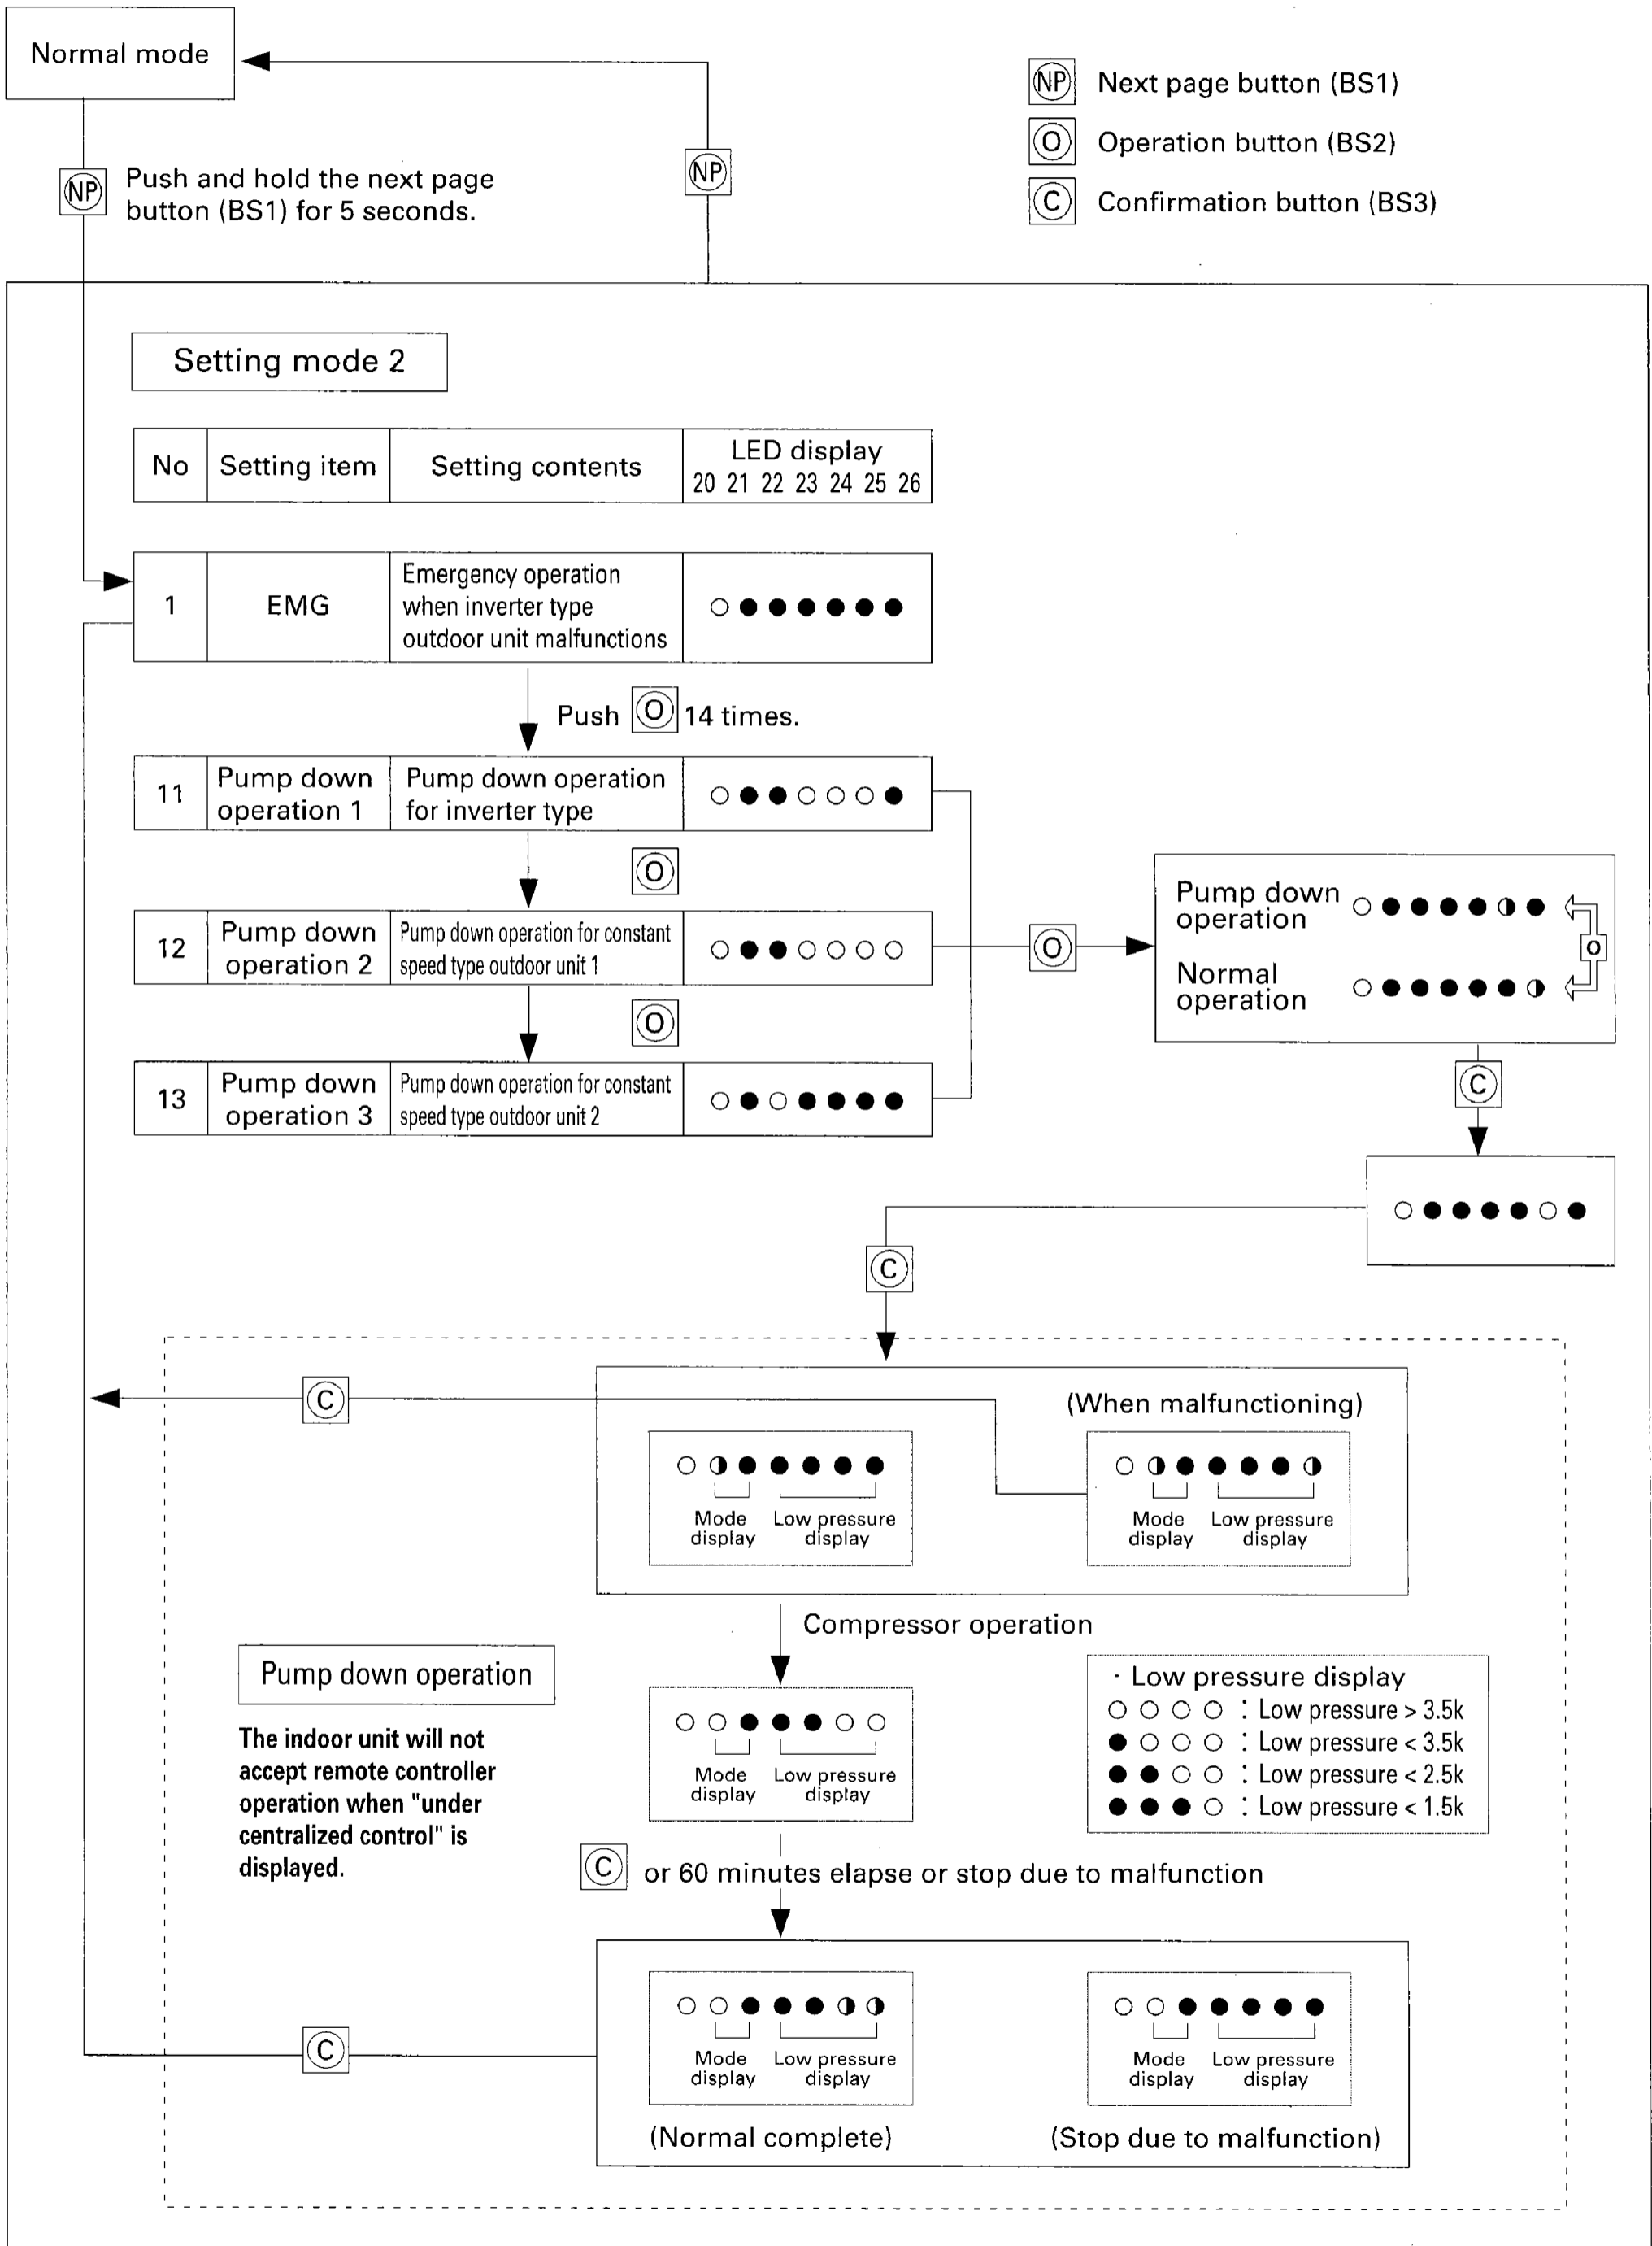 Normal mode
NP Next page button (BS1)
O Operation button (BS2)
C Confirmation button (BS3)
NP Push and hold the next page
button (BS1) for 5 seconds.
NP
Setting mode 2
No Setting item Setting contents LED display
20 21 22 23 24 25 26
1 EMG Emergency operation
when inverter type
outdoor unit malfunctions
Push O 14 times.
11 Pump down
operation 1 Pump down operation
for inverter type
O
12 Pump down
operation 2 Pump down operation for constant
speed type outdoor unit 1
O
13 Pump down
operation 3 Pump down operation for constant
speed type outdoor unit 2
O
Pump down
operation
O
Normal
operation
C
C
C
(When malfunctioning)
Mode
display
Low pressure
display
Mode
display
Low pressure
display
Compressor operation
Pump down operation
The indoor unit will not
accept remote controller
operation when "under
centralized control" is
displayed.
Mode
display
Low pressure
display
· Low pressure display
: Low pressure > 3.5k
: Low pressure < 3.5k
: Low pressure < 2.5k
: Low pressure < 1.5k
C or 60 minutes elapse or stop due to malfunction
C
Mode
display
Low pressure
display
(Normal complete)
Mode
display
Low pressure
display
(Stop due to malfunction)